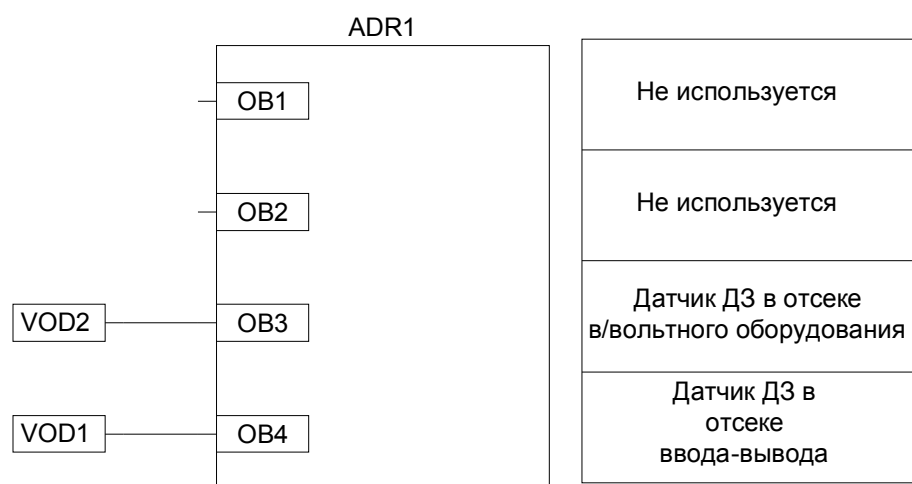 ADR1
OB1
Не используется
OB2
Не используется
VOD2
OB3
Датчик ДЗ в отсеке
в/вольтного оборудования
VOD1
OB4
Датчик ДЗ в
отсеке
ввода-вывода